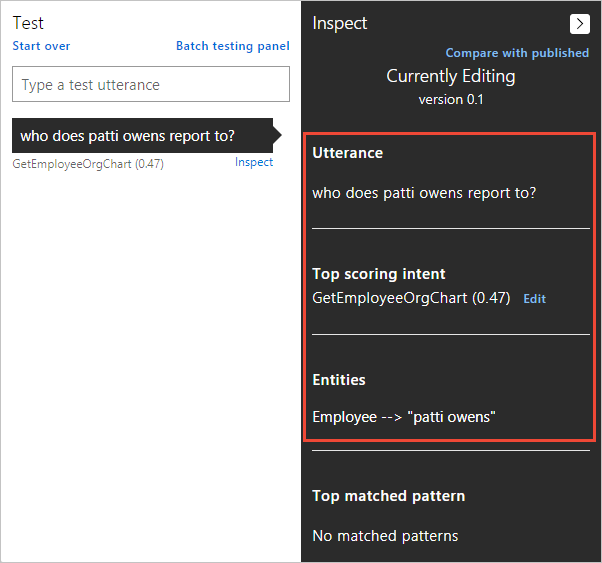 Test
Start over
Batch testing panel
Type a test utterance
who does patti owens report to?
GetEmployeeOrgChart (0.47)
Inspect
Inspect
Compare with published
Currently Editing
version 0.1
Utterance
who does patti owens report to?
Top scoring intent
GetEmployeeOrgChart (0.47) Edit
Entities
Employee --> "patti owens"
Top matched pattern
No matched patterns